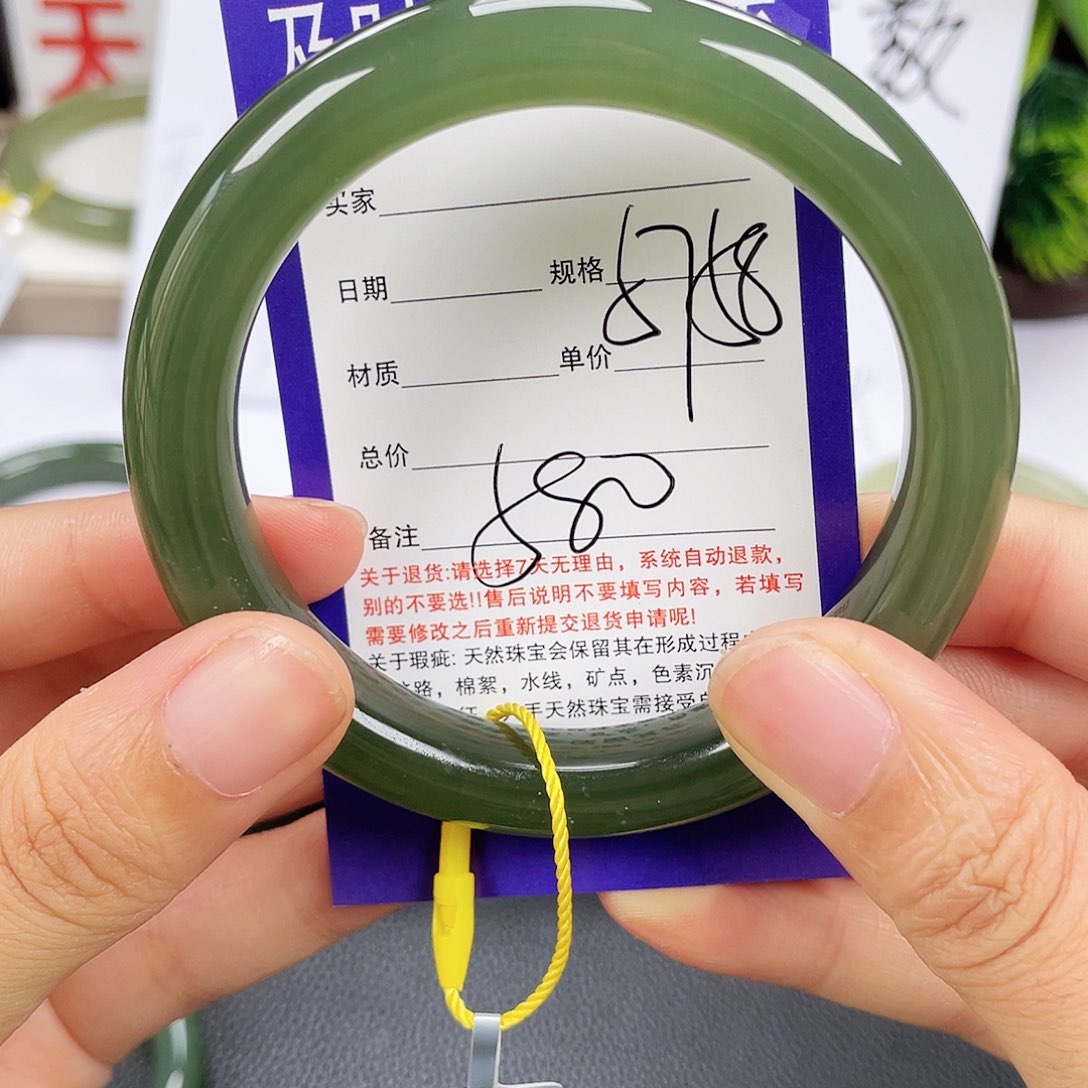 天
数
买家
日期 规格
材质 单价
总价 580
备注
关于退货:请选择7天无理由，系统自动退款，
别的不要选!!售后说明不要填写内容，若填写
需要修改之后重新提交退货申请呢!
关于瑕疵: 天然珠宝会保留其在形成过程
路，棉絮，水线，矿点，色素沉
手天然珠宝需接受